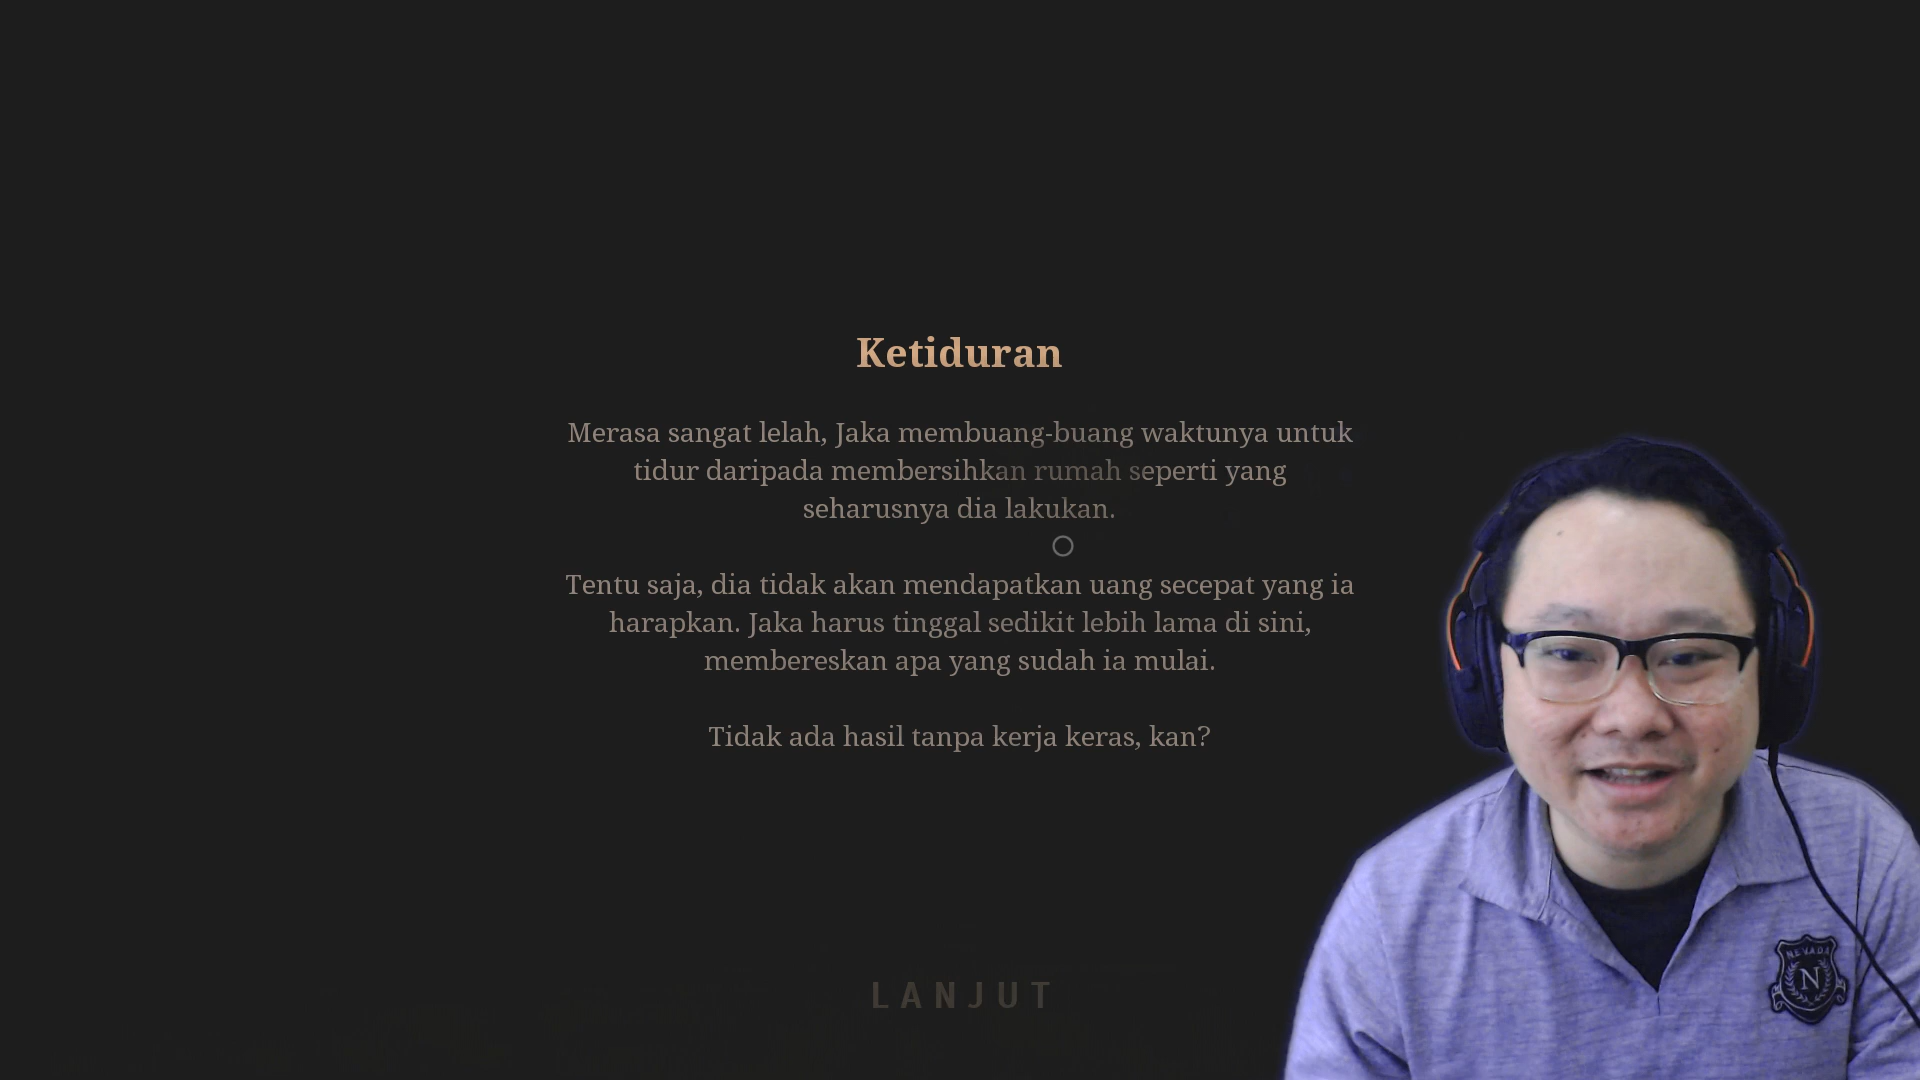 Ketiduran
Merasa sangat lelah, Jaka membuang-buang waktunya untuk
tidur daripada membersihkan rumah seperti yang
seharusnya dia lakukan.
Tentu saja, dia tidak akan mendapatkan uang secepat yang ia
harapkan. Jaka harus tinggal sedikit lebih lama di sini,
membereskan apa yang sudah ia mulai.
Tidak ada hasil tanpa kerja keras, kan?
NEVADA
N
LANJUT